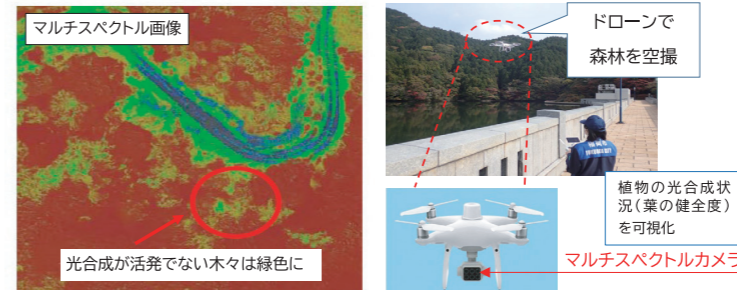 マルチスペクトル画像
光合成が活発でない木々は緑色に
ドローンで
森林を空撮
植物の光合成状
況（葉の健全度）
を可視化
マルチスペクトルカメラ